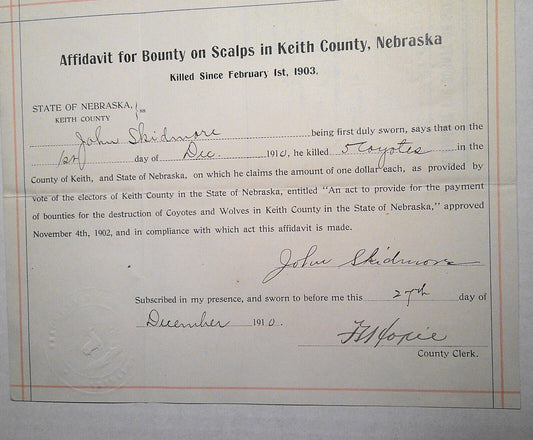 Affidavit for Bounty on Scalps in Keith County, Nebraska
Killed Since February 1st, 1903.
STATE OF NEBRASKA, } ss
KEITH COUNTY
John Skidmore being first duly sworn, says that on the
1st day of Dec 1910, he killed 5 Coyotes in the
County of Keith, and State of Nebraska, on which he claims the amount of one dollar each, as provided by
vote of the electors of Keith County in the State of Nebraska, entitled "An act to provide for the payment
of bounties for the destruction of Coyotes and Wolves in Keith County in the State of Nebraska," approved
November 4th, 1902, and in compliance with which act this affidavit is made.
John Skidmore
Subscribed in my presence, and sworn to before me this 27th day of
December 1910.
County Clerk.